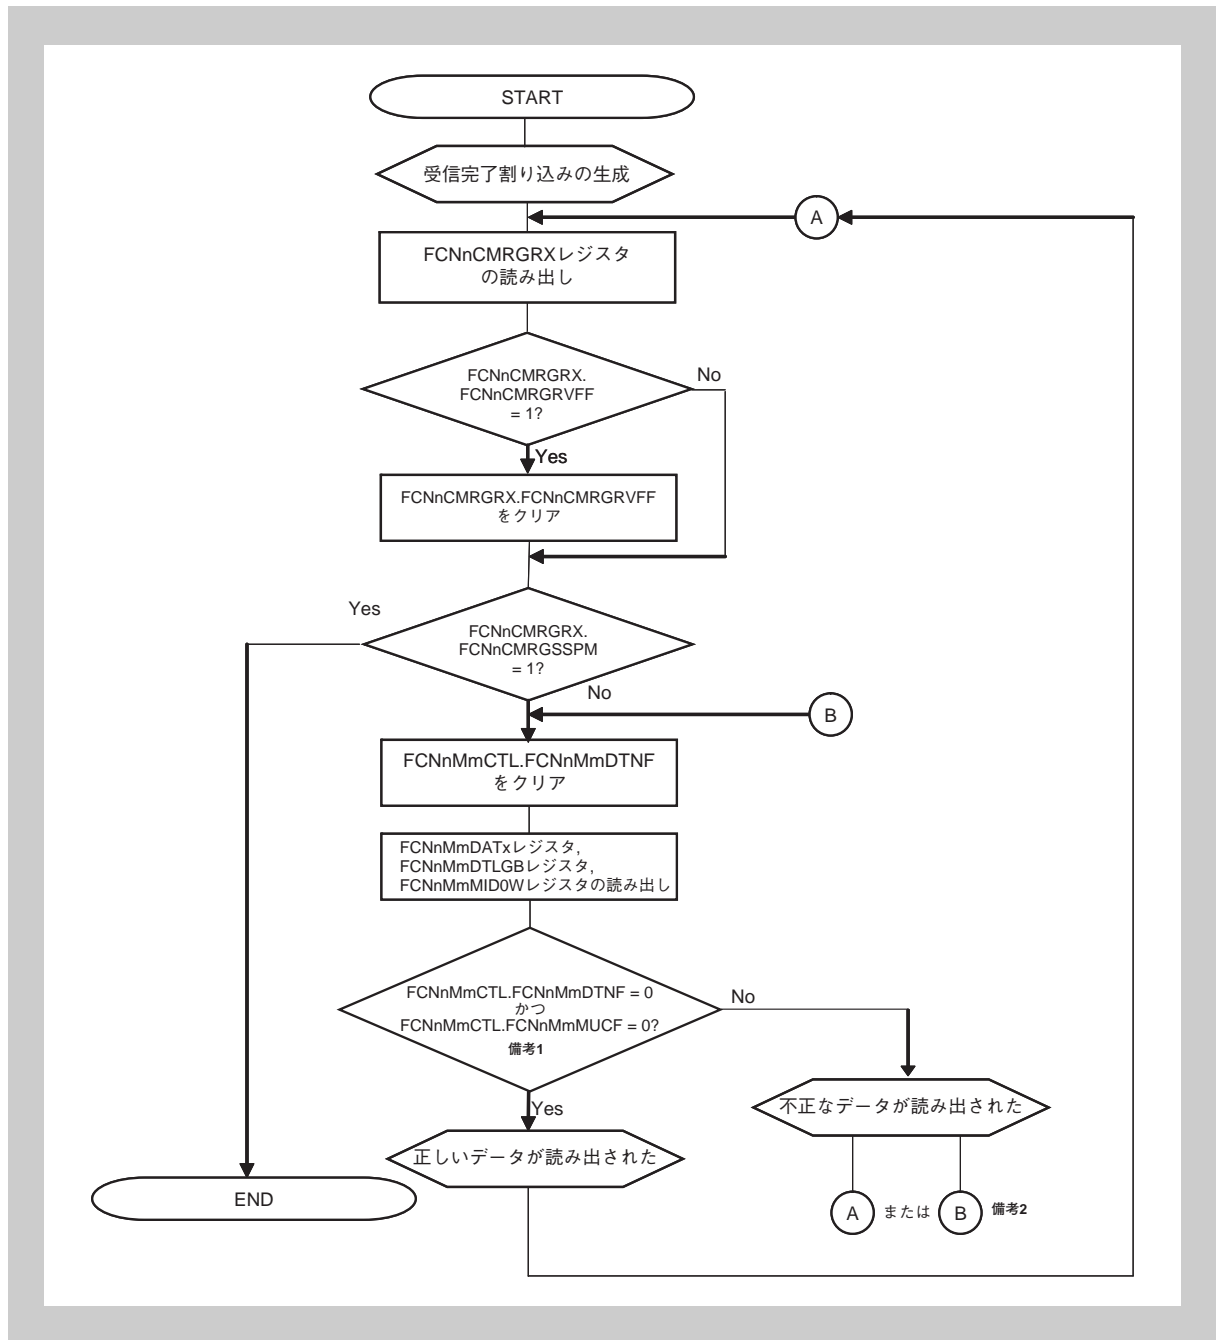 START
受信完了割り込みの生成
A
FCNnCMRGRXレジスタ
の読み出し
FCNnCMRGRX.
FCNnCMRGRVFF
= 1?
No
Yes
FCNnCMRGRX.FCNnCMRGRVFF
をクリア
Yes
FCNnCMRGRX.
FCNnCMRGSSPM
= 1?
No
B
FCNnMmCTL.FCNnMmDTNF
をクリア
FCNnMmDATxレジスタ,
FCNnMmDTLGBレジスタ,
FCNnMmMID0Wレジスタの読み出し
FCNnMmCTL.FCNnMmDTNF = 0
かつ
FCNnMmCTL.FCNnMmMUCF = 0?
備考1
No
Yes
不正なデータが読み出された
正しいデータが読み出された
END
A または B 備考2